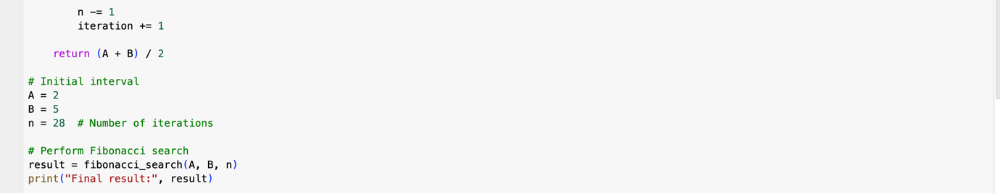 n -= 1
iteration += 1
return (A + B) / 2
# Initial interval
A = 2
B = 5
n = 28  # Number of iterations
# Perform Fibonacci search
result = fibonacci_search(A, B, n)
print("Final result:", result)